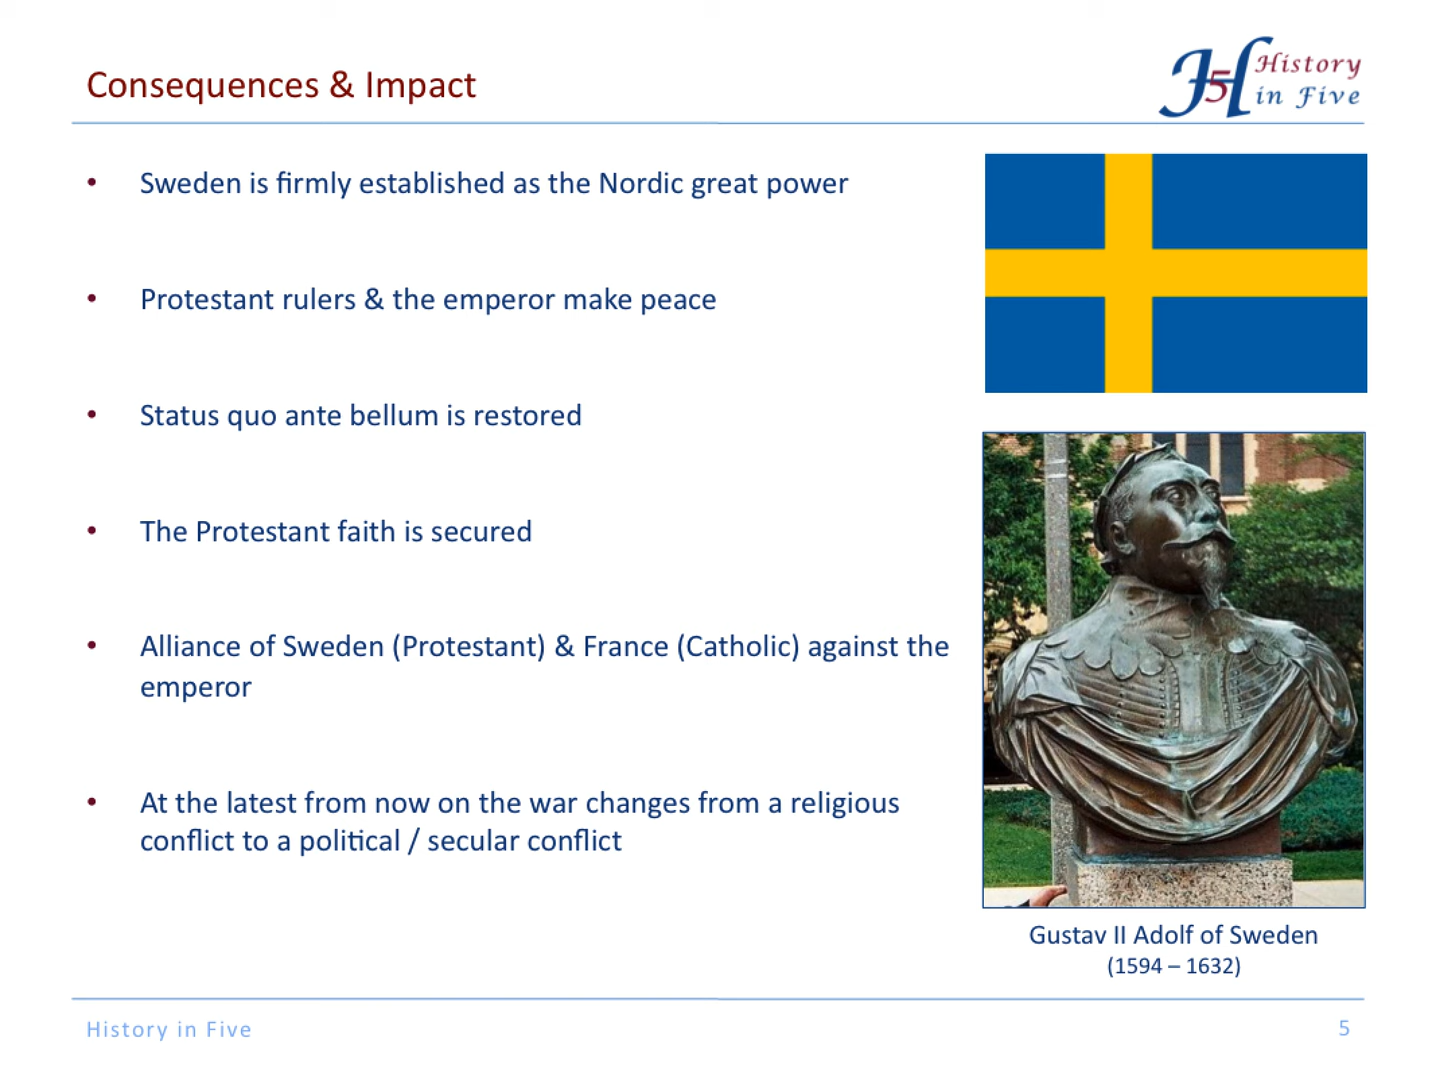 Consequences & Impact
H5 History
in Five
• Sweden is firmly established as the Nordic great power
• Protestant rulers & the emperor make peace
• Status quo ante bellum is restored
• The Protestant faith is secured
• Alliance of Sweden (Protestant) & France (Catholic) against the
emperor
• At the latest from now on the war changes from a religious
conflict to a political / secular conflict
Gustav II Adolf of Sweden
(1594 – 1632)
History in Five
5